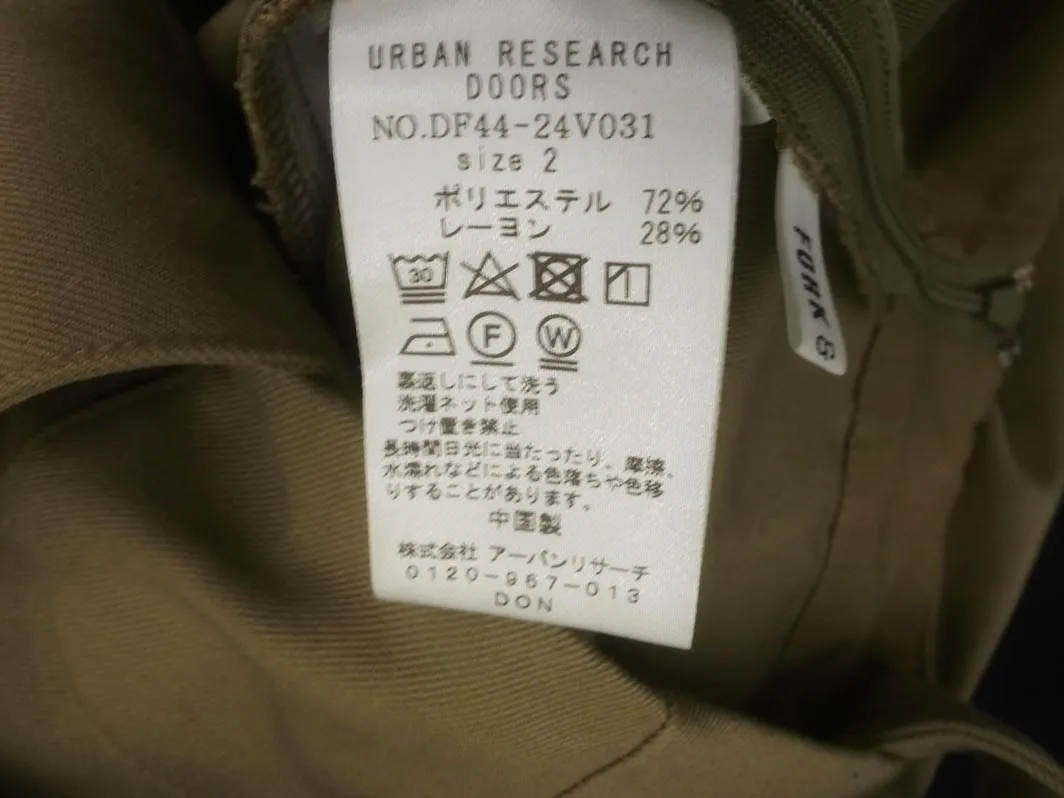 URBAN RESEARCH
DOORS
NO.DF44-24V031
size 2
ポリエステル 72%
レーヨン 28%
30
F W
裏返しにして洗う
洗濯ネット使用
つけ置き禁止
長時間日光に当たったり、摩擦、
水濡れなどによる色落ちや色移
りすることがあります。
中国製
株式会社 アーバンリサーチ
0120-967-013
DON